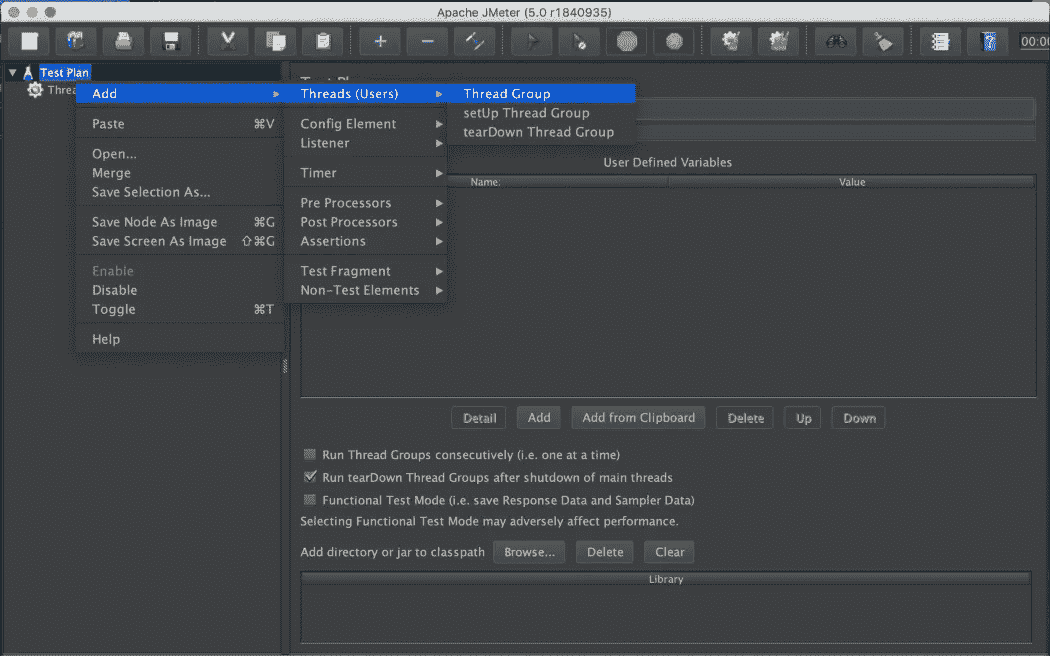 Apache JMeter (5.0 r1840935)
00:00
Test Plan
Threa
Add
Paste ⌘V
Open...
Merge
Save Selection As...
Save Node As Image ⌘G
Save Screen As Image ⇧⌘G
Enable
Disable
Toggle ⌘T
Help
Threads (Users)
Config Element
Listener
Timer
Pre Processors
Post Processors
Assertions
Test Fragment
Non-Test Elements
Thread Group
setUp Thread Group
tearDown Thread Group
User Defined Variables
Name: Value
Detail Add Add from Clipboard Delete Up Down
Run Thread Groups consecutively (i.e. one at a time)
Run tearDown Thread Groups after shutdown of main threads
Functional Test Mode (i.e. save Response Data and Sampler Data)
Selecting Functional Test Mode may adversely affect performance.
Add directory or jar to classpath Browse... Delete Clear
Library